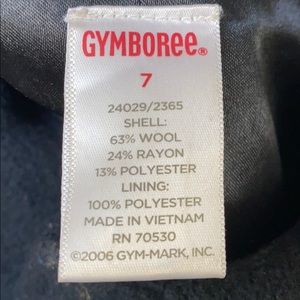 GYMBOREE®
7
24029/2365
SHELL:
63% WOOL
24% RAYON
13% POLYESTER
LINING:
100% POLYESTER
MADE IN VIETNAM
RN 70530
©2006 GYM-MARK, INC.